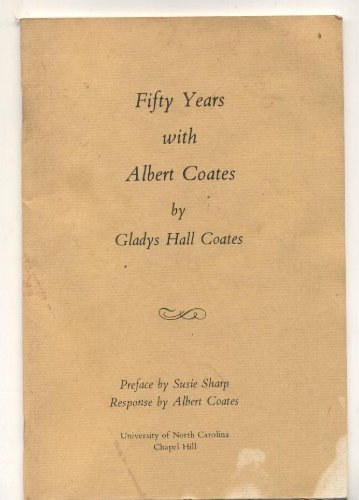 Fifty Years
with
Albert Coates
by
Gladys Hall Coates
Preface by Susie Sharp
Response by Albert Coates
University of North Carolina
Chapel Hill